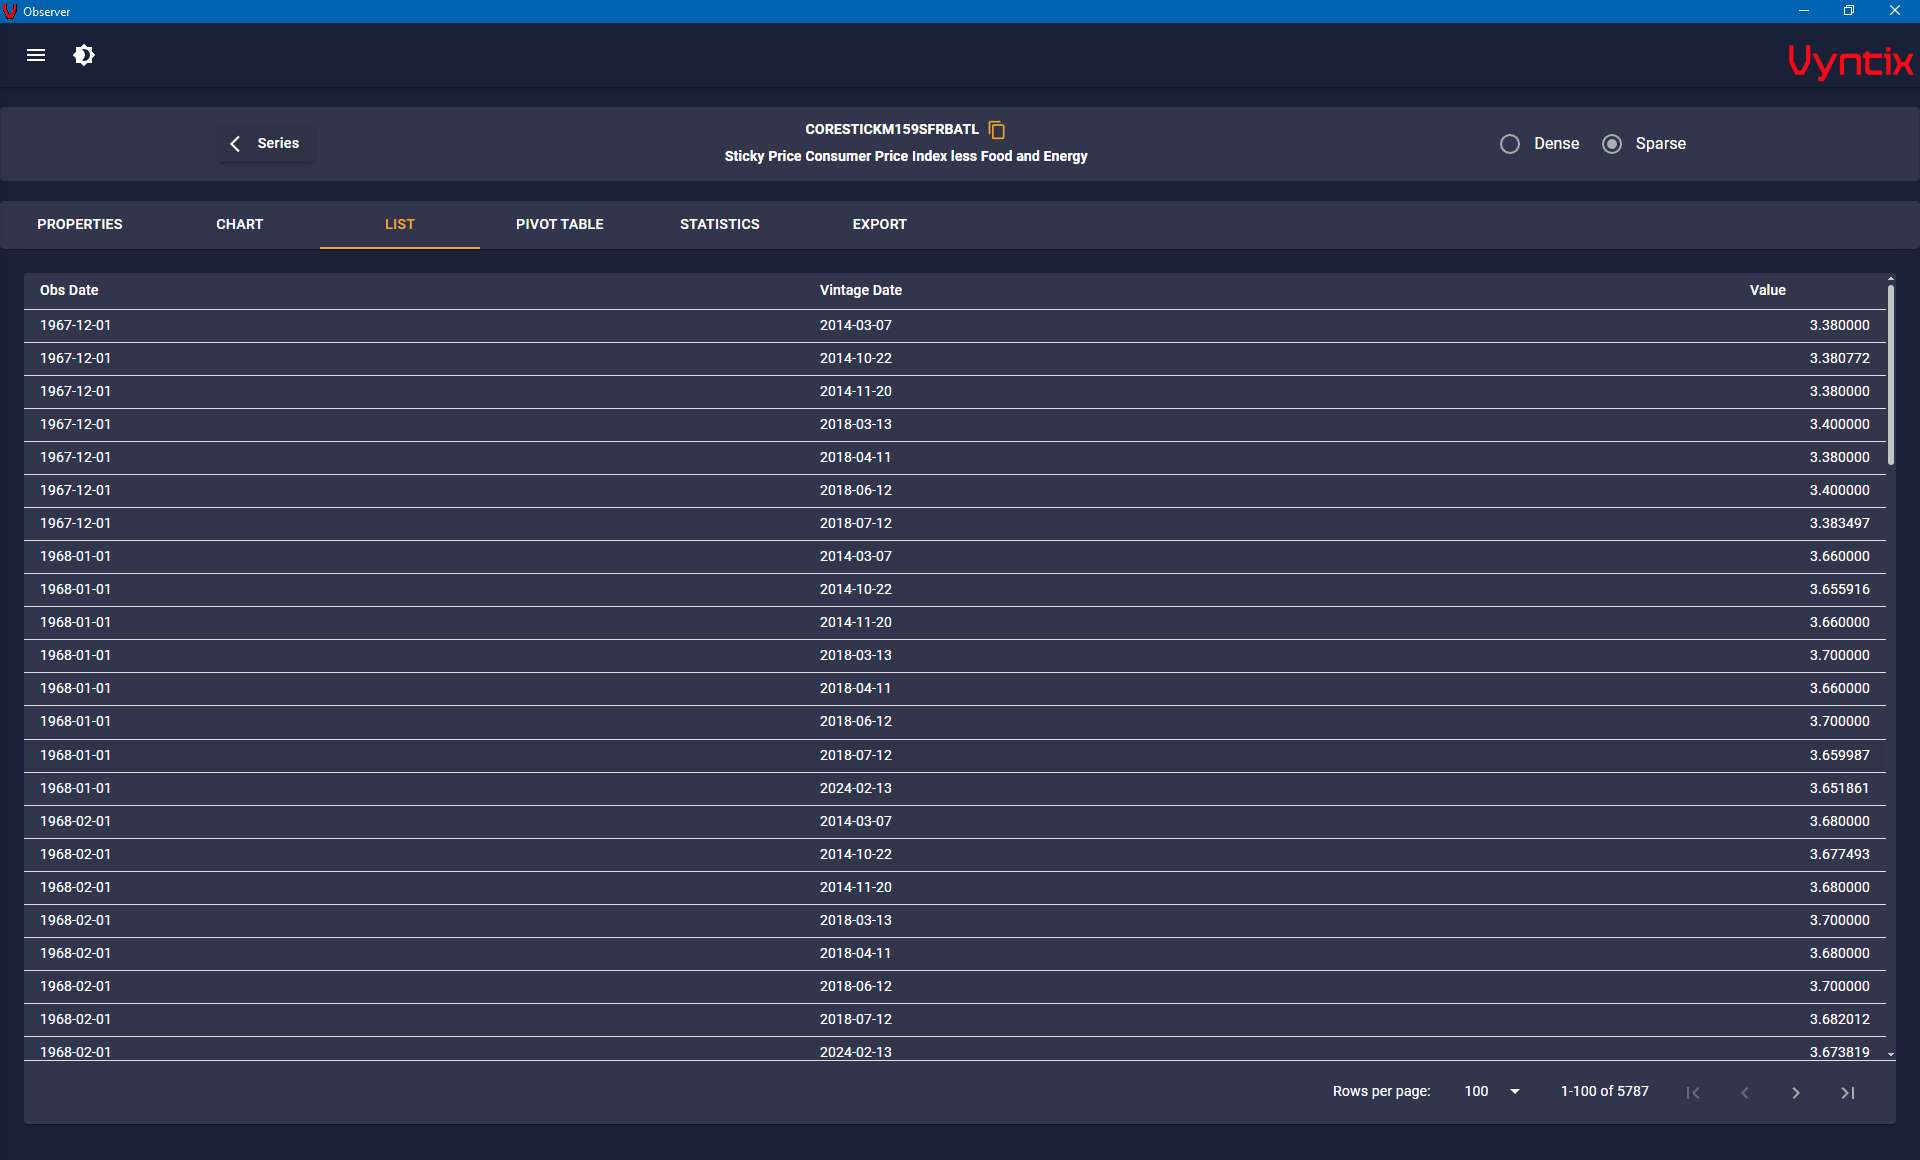 Observer
Vyntix
Series
CORESTICKM159SFRBATL
Sticky Price Consumer Price Index less Food and Energy
Dense Sparse
PROPERTIES CHART LIST PIVOT TABLE STATISTICS EXPORT
Obs Date Vintage Date Value
1967-12-01 2014-03-07 3.380000
1967-12-01 2014-10-22 3.380772
1967-12-01 2014-11-20 3.380000
1967-12-01 2018-03-13 3.400000
1967-12-01 2018-04-11 3.380000
1967-12-01 2018-06-12 3.400000
1967-12-01 2018-07-12 3.383497
1968-01-01 2014-03-07 3.660000
1968-01-01 2014-10-22 3.655916
1968-01-01 2014-11-20 3.660000
1968-01-01 2018-03-13 3.700000
1968-01-01 2018-04-11 3.660000
1968-01-01 2018-06-12 3.700000
1968-01-01 2018-07-12 3.659987
1968-01-01 2024-02-13 3.651861
1968-02-01 2014-03-07 3.680000
1968-02-01 2014-10-22 3.677493
1968-02-01 2014-11-20 3.680000
1968-02-01 2018-03-13 3.700000
1968-02-01 2018-04-11 3.680000
1968-02-01 2018-06-12 3.700000
1968-02-01 2018-07-12 3.682012
1968-02-01 2024-02-13 3.673819
Rows per page: 100 1-100 of 5787